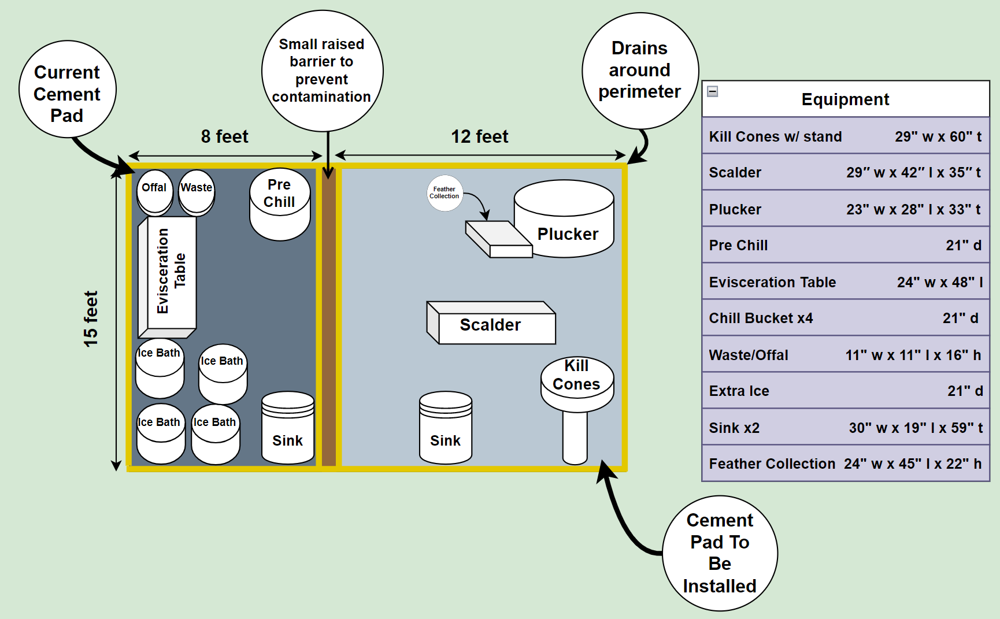 Current
Cement
Pad
Small raised
barrier to
prevent
contamination
Drains
around
perimeter
8 feet
12 feet
15 feet
Offal
Waste
Pre
Chill
Evisceration
Table
Ice Bath
Ice Bath
Ice Bath
Ice Bath
Sink
Feather
Collection
Plucker
Scalder
Kill
Cones
Sink
Cement
Pad To
Be
Installed
Equipment
Kill Cones w/ stand 29" w x 60" t
Scalder 29″ w x 42″ l x 35″ t
Plucker 23" w x 28" l x 33" t
Pre Chill 21" d
Evisceration Table 24" w x 48" l
Chill Bucket x4 21" d
Waste/Offal 11" w x 11" l x 16" h
Extra Ice 21" d
Sink x2 30" w x 19" l x 59" t
Feather Collection 24" w x 45" l x 22" h